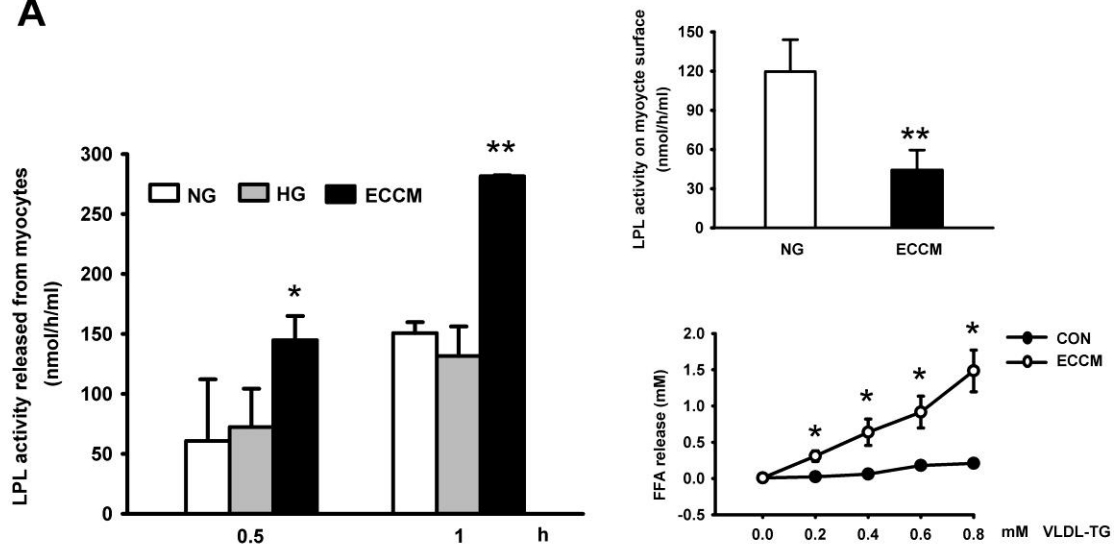 A
LPL activity released from myocytes
(nmol/h/ml)
300
250
200
150
100
50
0
NG
HG
ECCM
*
**
0.5
1
h
LPL activity on myoycte surface
(nmol/h/ml)
150
120
90
60
30
0
**
NG
ECCM
FFA release (mM)
2.0
1.5
1.0
0.5
0.0
-0.5
*
*
*
*
CON
ECCM
0.0 0.2 0.4 0.6 0.8 mM VLDL-TG